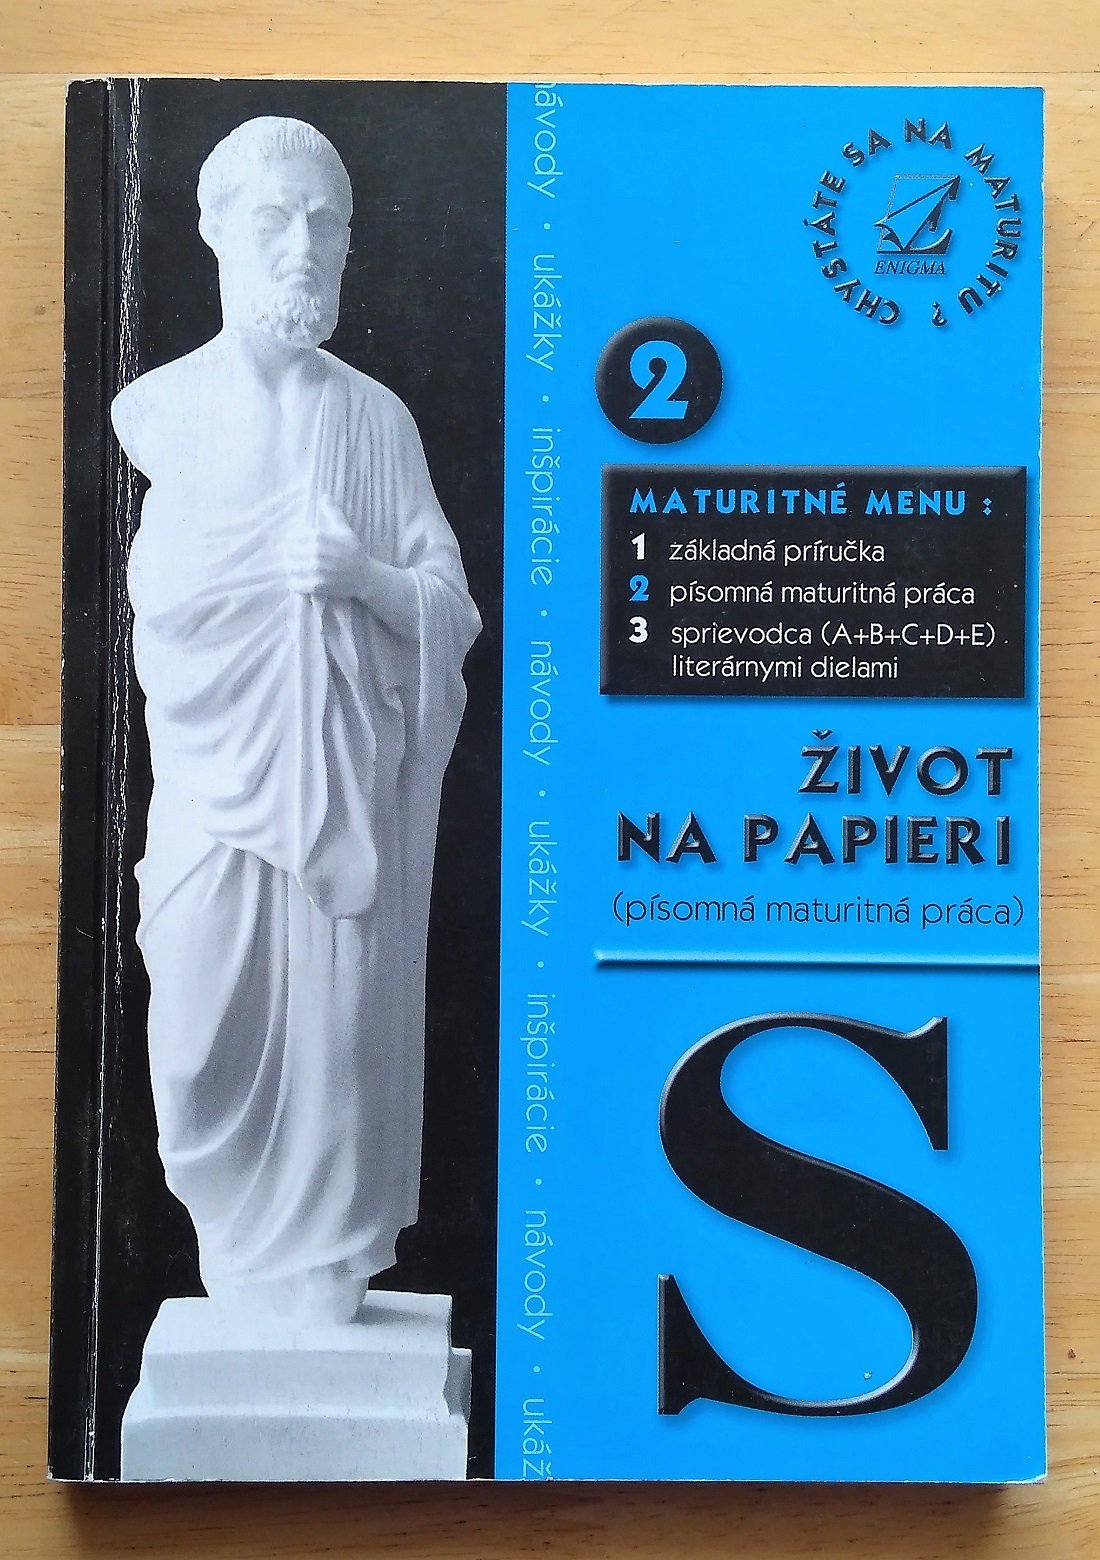 návody • ukážky • inšpirácie • návody • ukážky • inšpirácie • návody • ukáž
CHYSTÁTE SA NA MATURITU ?
ENIGMA
2
MATURITNÉ MENU :
1 základná príručka
2 písomná maturitná práca
3 sprievodca (A+B+C+D+E)
literárnymi dielami
ŽIVOT
NA PAPIERI
(písomná maturitná práca)
S